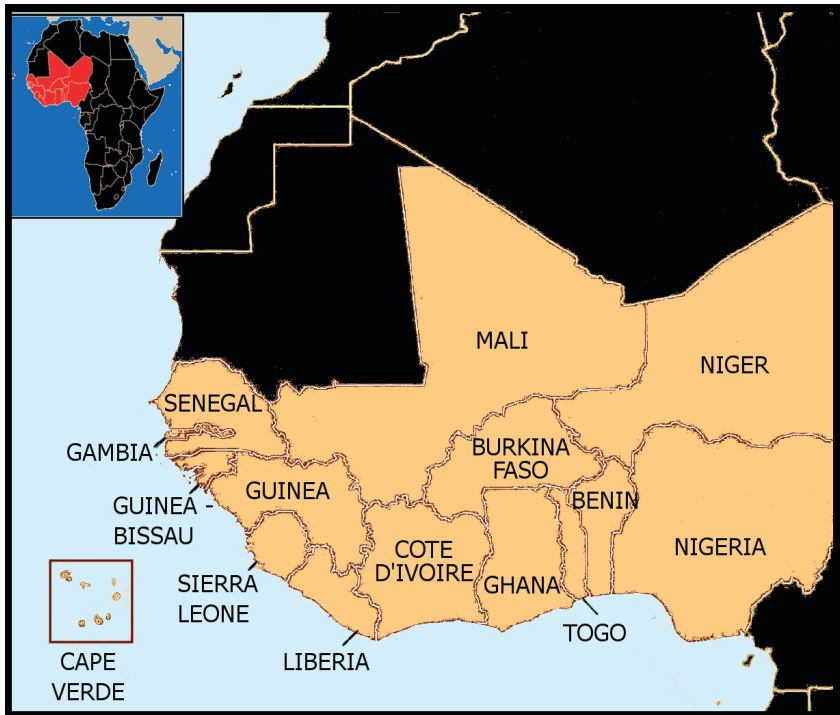 MALI
NIGER
SENEGAL
GAMBIA
BURKINA
FASO
GUINEA
BENIN
GUINEA -
BISSAU
NIGERIA
COTE
D'IVOIRE
SIERRA
LEONE
GHANA
TOGO
LIBERIA
CAPE
VERDE